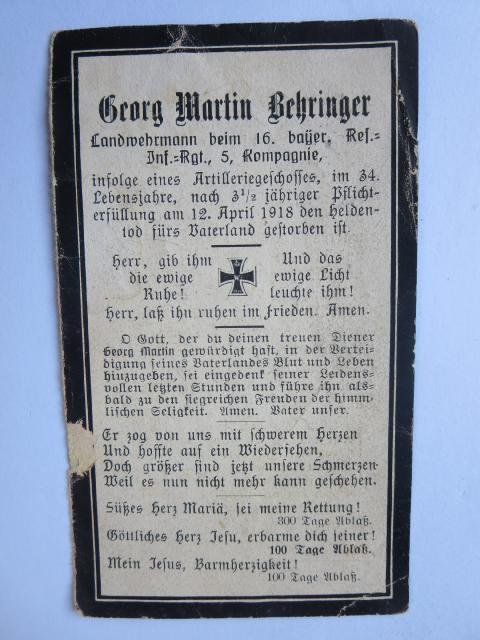 Georg Martin Behringer
Landwehrmann beim 16. bayer. Res.-
Inf.-Rgt., 5. Kompagnie,
infolge eines Artilleriegeschosses, im 34.
Lebensjahre, nach 3½ jähriger Pflicht-
erfüllung am 12. April 1918 den Helden-
tod fürs Vaterland gestorben ist.
Herr, gib ihm
die ewige
Ruhe!
Und das
ewige Licht
leuchte ihm!
Herr, laß ihn ruhen im Frieden. Amen.
O Gott, der du deinen treuen Diener
Georg Martin gewürdigt hast, in der Vertei-
digung seines Vaterlandes Blut und Leben
hinzugeben, sei eingedenk seiner Leidens-
vollen letzten Stunden und führe ihn als-
bald zu den siegreichen Freuden der himm-
lischen Seligkeit. Amen. Vater unser.
Er zog von uns mit schwerem Herzen
Und hoffte auf ein Wiedersehen,
Doch größer sind jetzt unsere Schmerzen
Weil es nun nicht mehr kann geschehen.
Süßes Herz Mariä, sei meine Rettung!
300 Tage Ablaß.
Göttliches Herz Jesu, erbarme dich seiner!
100 Tage Ablaß.
Mein Jesus, Barmherzigkeit!
100 Tage Ablaß.